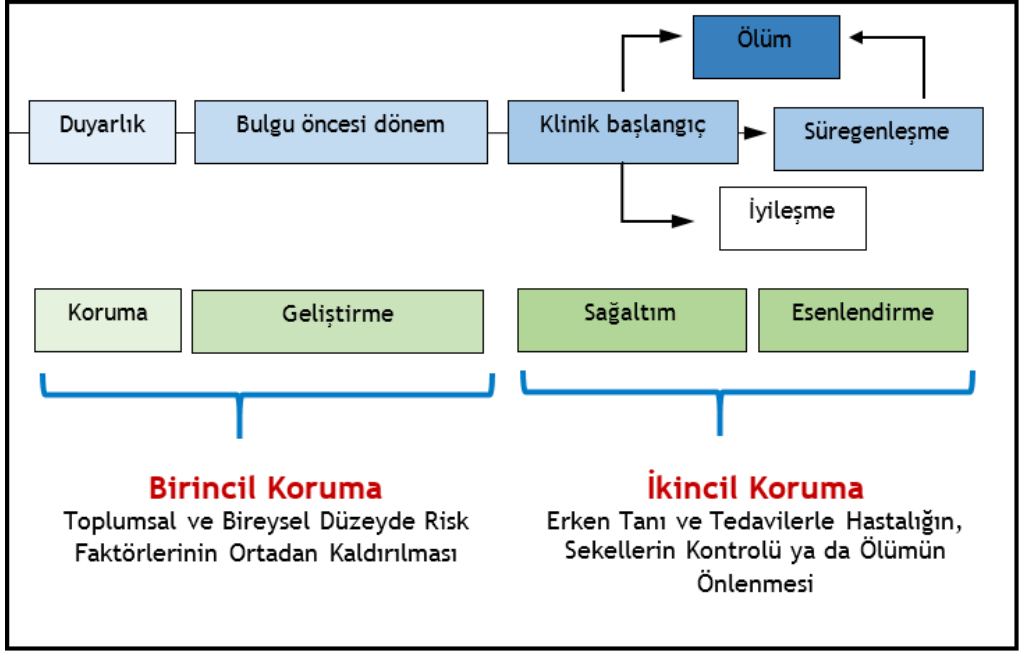 Ölüm
Duyarlık
Bulgu öncesi dönem
Klinik başlangıç
Süregenleşme
İyileşme
Koruma
Geliştirme
Sağaltım
Esenlendirme
Birincil Koruma
Toplumsal ve Bireysel Düzeyde Risk
Faktörlerinin Ortadan Kaldırılması
İkincil Koruma
Erken Tanı ve Tedavilerle Hastalığın,
Sekellerin Kontrolü ya da Ölümün
Önlenmesi